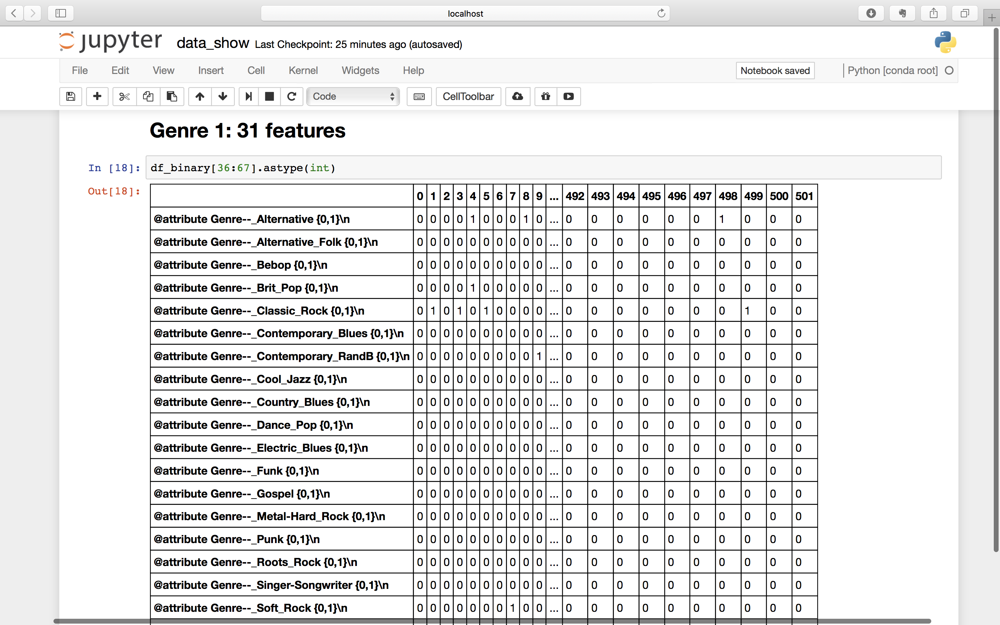 localhost
jupyter data_show Last Checkpoint: 25 minutes ago (autosaved)
File Edit View Insert Cell Kernel Widgets Help Notebook saved Python [conda root]
Code CellToolbar
Genre 1: 31 features
In [18]: df_binary[36:67].astype(int)
Out[18]:
0 1 2 3 4 5 6 7 8 9 ... 492 493 494 495 496 497 498 499 500 501
@attribute Genre--_Alternative {0,1}\n 0 0 0 0 1 0 0 0 1 0 ... 0 0 0 0 0 0 1 0 0 0
@attribute Genre--_Alternative_Folk {0,1}\n 0 0 0 0 0 0 0 0 0 0 ... 0 0 0 0 0 0 0 0 0 0
@attribute Genre--_Bebop {0,1}\n 0 0 0 0 0 0 0 0 0 0 ... 0 0 0 0 0 0 0 0 0 0
@attribute Genre--_Brit_Pop {0,1}\n 0 0 0 0 1 0 0 0 0 0 ... 0 0 0 0 0 0 0 0 0 0
@attribute Genre--_Classic_Rock {0,1}\n 0 1 0 1 0 1 0 0 0 0 ... 0 0 0 0 0 0 0 1 0 0
@attribute Genre--_Contemporary_Blues {0,1}\n 0 0 0 0 0 0 0 0 0 0 ... 0 0 0 0 0 0 0 0 0 0
@attribute Genre--_Contemporary_RandB {0,1}\n 0 0 0 0 0 0 0 0 0 1 ... 0 0 0 0 0 0 0 0 0 0
@attribute Genre--_Cool_Jazz {0,1}\n 0 0 0 0 0 0 0 0 0 0 ... 0 0 0 0 0 0 0 0 0 0
@attribute Genre--_Country_Blues {0,1}\n 0 0 0 0 0 0 0 0 0 0 ... 0 0 0 0 0 0 0 0 0 0
@attribute Genre--_Dance_Pop {0,1}\n 0 0 0 0 0 0 0 0 0 0 ... 0 0 0 0 0 0 0 0 0 0
@attribute Genre--_Electric_Blues {0,1}\n 0 0 0 0 0 0 0 0 0 0 ... 0 0 0 0 0 0 0 0 0 0
@attribute Genre--_Funk {0,1}\n 0 0 0 0 0 0 0 0 0 0 ... 0 0 0 0 0 0 0 0 0 0
@attribute Genre--_Gospel {0,1}\n 0 0 0 0 0 0 0 0 0 0 ... 0 0 0 0 0 0 0 0 0 0
@attribute Genre--_Metal-Hard_Rock {0,1}\n 0 0 0 0 0 0 0 0 0 0 ... 0 0 0 0 0 0 0 0 0 0
@attribute Genre--_Punk {0,1}\n 0 0 0 0 0 0 0 0 0 0 ... 0 0 0 0 0 0 0 0 0 0
@attribute Genre--_Roots_Rock {0,1}\n 0 0 0 0 0 0 0 0 0 0 ... 0 0 0 0 0 0 0 0 0 0
@attribute Genre--_Singer-Songwriter {0,1}\n 0 0 0 0 0 0 0 0 0 0 ... 0 0 0 0 0 0 0 0 0 0
@attribute Genre--_Soft_Rock {0,1}\n 0 0 0 0 0 0 0 1 0 0 ... 0 0 0 0 0 0 0 0 0 0